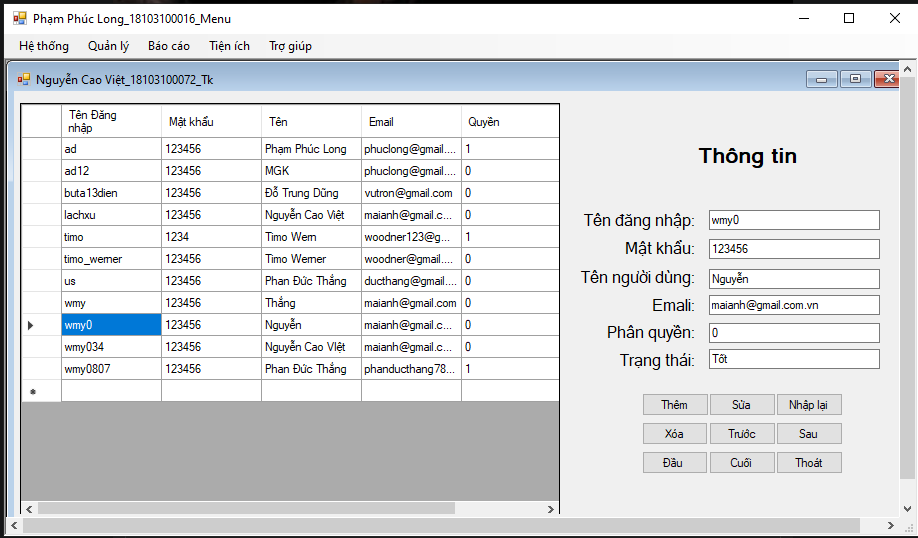 Phạm Phúc Long_18103100016_Menu
Hệ thống Quản lý Báo cáo Tiện ích Trợ giúp
Nguyễn Cao Việt_18103100072_Tk
Tên Đăng nhập Mật khẩu Tên Email Quyền
ad 123456 Phạm Phúc Long phuclong@gmail.... 1
ad12 123456 MGK phuclong@gmail.... 0
buta13dien 123456 Đỗ Trung Dũng vutron@gmail.com 0
lachxu 123456 Nguyễn Cao Việt maianh@gmail.c... 0
timo 1234 Timo Wern woodner123@g... 1
timo_werner 123456 Timo Werner woodner@gmail... 0
us 123456 Phan Đức Thắng ducthang@gmail.... 0
wmy 123456 Thắng maianh@gmail.com 0
wmy0 123456 Nguyễn maianh@gmail.c... 0
wmy034 123456 Nguyễn Cao VIệt maianh@gmail.c... 0
wmy0807 123456 Phan Đức Thắng phanducthang78... 1
Thông tin
Tên đăng nhập: wmy0
Mật khẩu: 123456
Tên người dùng: Nguyễn
Emali: maianh@gmail.com.vn
Phân quyền: 0
Trạng thái: Tốt
Thêm Sửa Nhập lại
Xóa Trước Sau
Đầu Cuối Thoát